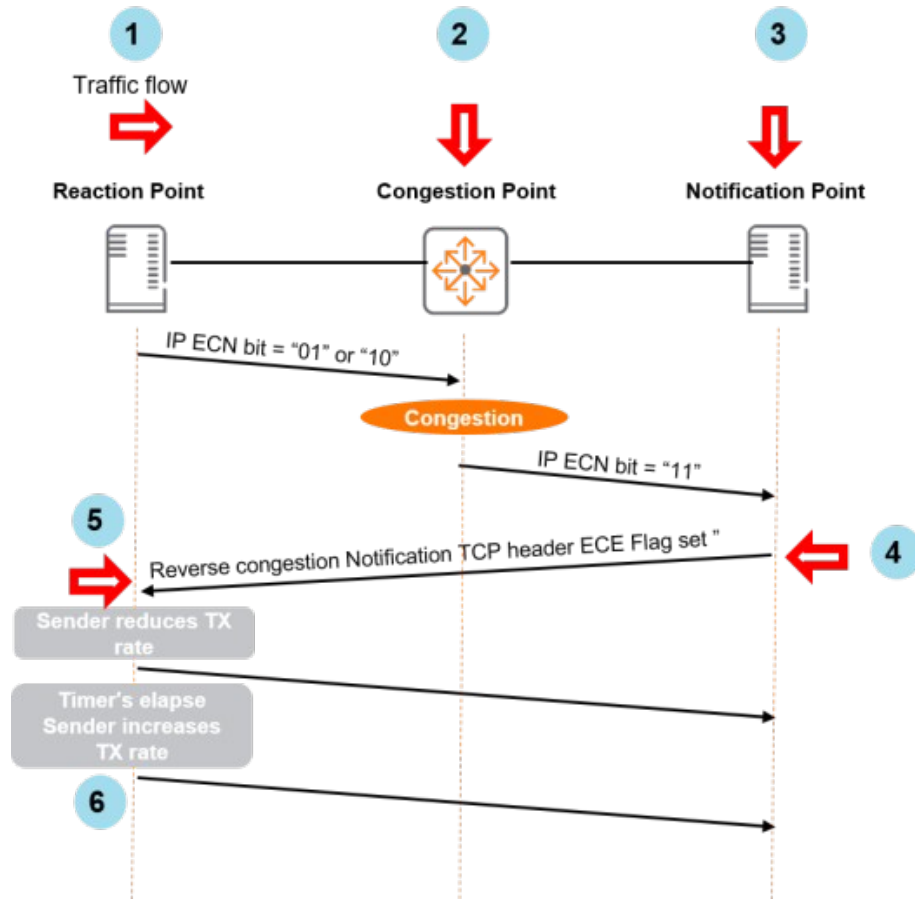 1
2
3
Traffic flow
Reaction Point
Congestion Point
Notification Point
IP ECN bit = “01” or “10”
Congestion
IP ECN bit = “11”
5
Reverse congestion Notification TCP header ECE Flag set ”
4
Sender reduces TX
rate
Timer's elapse
Sender increases
TX rate
6